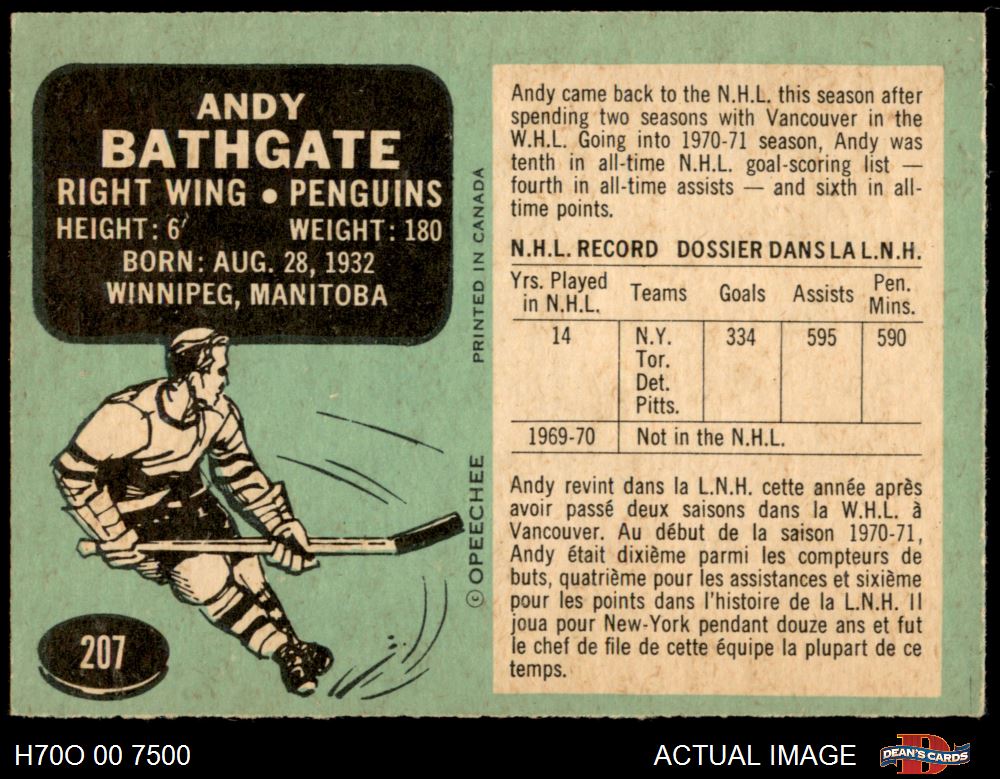 ANDY
BATHGATE
RIGHT WING • PENGUINS
HEIGHT: 6′ WEIGHT: 180
BORN: AUG. 28, 1932
WINNIPEG, MANITOBA
207
© OPEECHEE PRINTED IN CANADA
Andy came back to the N.H.L. this season after
spending two seasons with Vancouver in the
W.H.L. Going into 1970-71 season, Andy was
tenth in all-time N.H.L. goal-scoring list —
fourth in all-time assists — and sixth in all-
time points.
N.H.L. RECORD DOSSIER DANS LA L.N.H.
Yrs. Played in N.H.L. Teams Goals Assists Pen. Mins.
14 N.Y. 334 595 590
Tor.
Det.
Pitts.
1969-70 Not in the N.H.L.
Andy revint dans la L.N.H. cette année après
avoir passé deux saisons dans la W.H.L. à
Vancouver. Au début de la saison 1970-71,
Andy était dixième parmi les compteurs de
buts, quatrième pour les assistances et sixième
pour les points dans l'histoire de la L.N.H. Il
joua pour New-York pendant douze ans et fut
le chef de file de cette équipe la plupart de ce
temps.
H70O 00 7500
ACTUAL IMAGE
DEAN'S CARDS